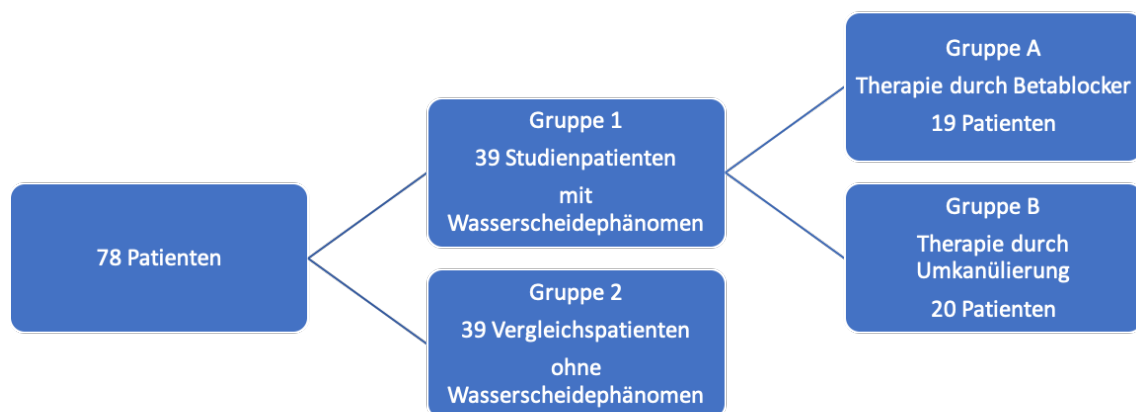 78 Patienten
Gruppe 1
39 Studienpatienten
mit
Wasserscheidephänomen
Gruppe 2
39 Vergleichspatienten
ohne
Wasserscheidephänomen
Gruppe A
Therapie durch Betablocker
19 Patienten
Gruppe B
Therapie durch
Umkanülierung
20 Patienten